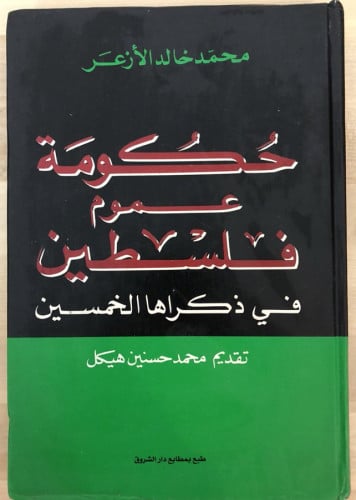 محمد خالد الأزعر
حكومة
عموم
فلسطين
في ذكراها الخمسين
تقديم محمد حسنين هيكل
طبع بمطابع دار الشروق